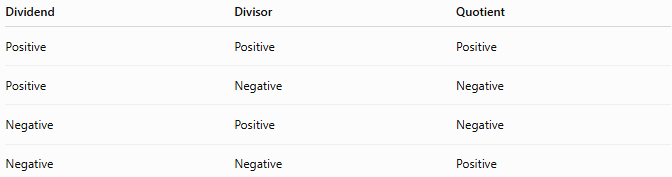 Dividend Divisor Quotient
Positive Positive Positive
Positive Negative Negative
Negative Positive Negative
Negative Negative Positive